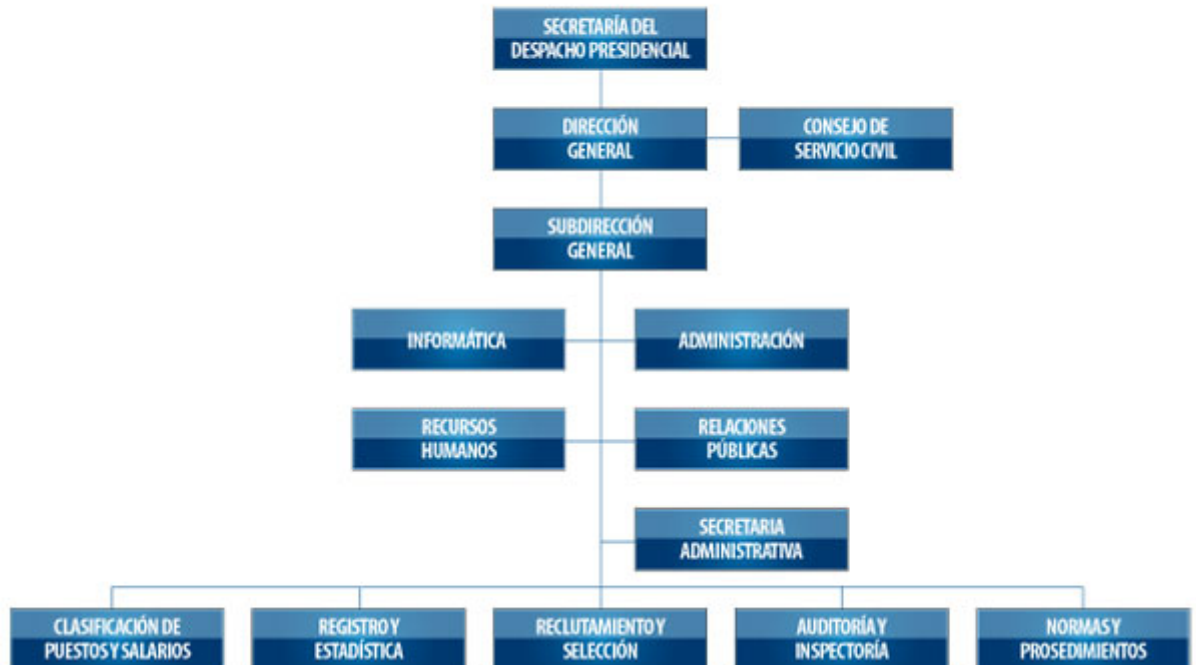 SECRETARÍA DEL
DESPACHO PRESIDENCIAL
DIRECCIÓN
GENERAL
CONSEJO DE
SERVICIO CIVIL
SUBDIRECCIÓN
GENERAL
INFORMÁTICA
ADMINISTRACIÓN
RECURSOS
HUMANOS
RELACIONES
PÚBLICAS
SECRETARIA
ADMINISTRATIVA
CLASIFICACIÓN DE
PUESTOS Y SALARIOS
REGISTRO Y
ESTADÍSTICA
RECLUTAMIENTO Y
SELECCIÓN
AUDITORÍA Y
INSPECTORÍA
NORMAS Y
PROSEDIMIENTOS